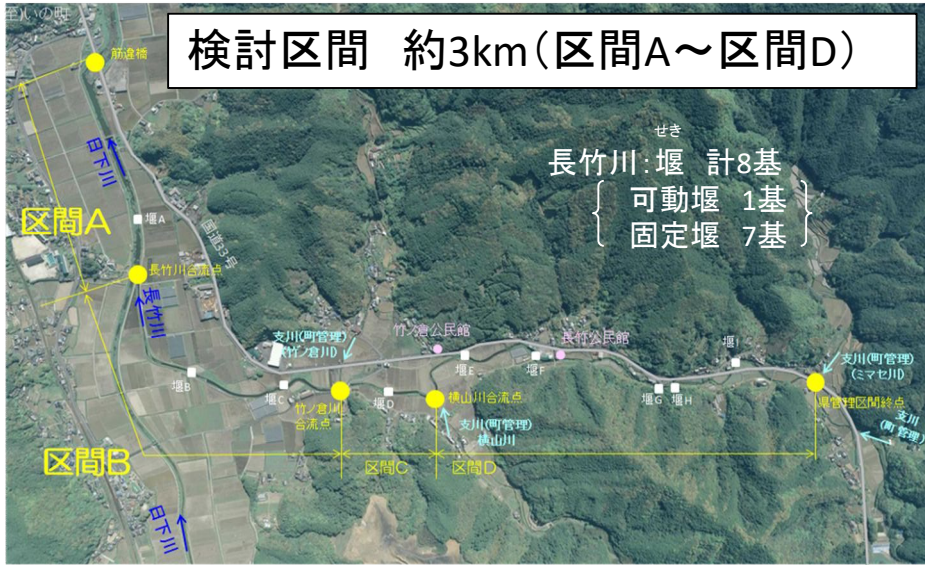 至いの町
検討区間 約3km(区間A～区間D)
筋違橋
せき
長竹川:堰 計8基
可動堰 1基
固定堰 7基
日下川
区間A
堰A
国道33号
長竹川合流点
長竹川
支川(町管理)
(竹ノ倉川)
竹ノ倉公民館
長竹公民館
堰B
堰C
堰E
堰F
堰I
支川(町管理)
(ミマセ川)
竹ノ倉川
合流点
堰D
横山川合流点
堰G
堰H
県管理区間終点
支川(町管理)
横山川
支川
(町管理)
区間B
区間C
区間D
日下川